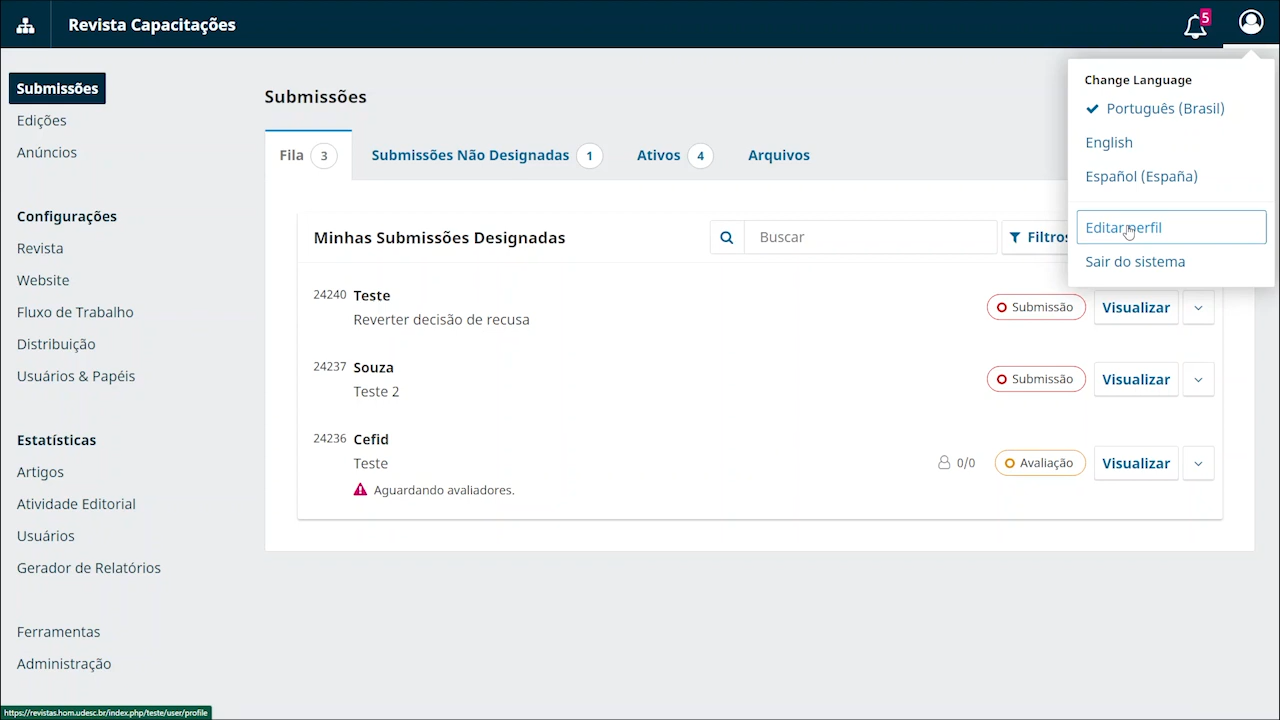 Revista Capacitações
5
Change Language
Português (Brasil)
English
Español (España)
Editar perfil
Sair do sistema
Submissões
Edições
Anúncios
Configurações
Revista
Website
Fluxo de Trabalho
Distribuição
Usuários & Papéis
Estatísticas
Artigos
Atividade Editorial
Usuários
Gerador de Relatórios
Ferramentas
Administração
Submissões
Fila 3
Submissões Não Designadas 1
Ativos 4
Arquivos
Minhas Submissões Designadas
Buscar
Filtros
24240 Teste
Reverter decisão de recusa
Submissão
Visualizar
24237 Souza
Teste 2
Submissão
Visualizar
24236 Cefid
Teste
Aguardando avaliadores.
0/0
Avaliação
Visualizar
https://revistas.hom.udesc.br/index.php/teste/user/profile